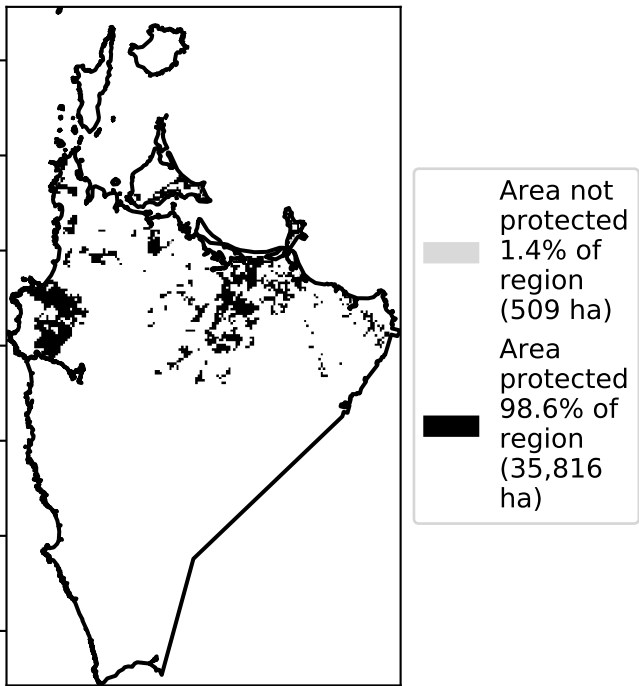 Area not
protected
1.4% of
region
(509 ha)
Area
protected
98.6% of
region
(35,816
ha)